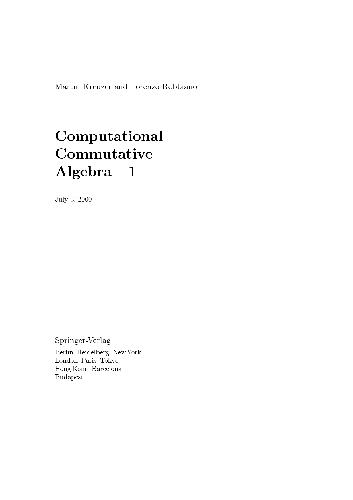 Martin Kreuzer and Lorenzo Robbiano
Computational
Commutative
Algebra 1
July 3, 2000
Springer-Verlag
Berlin Heidelberg New York
London Paris Tokyo
Hong Kong Barcelona
Budapest